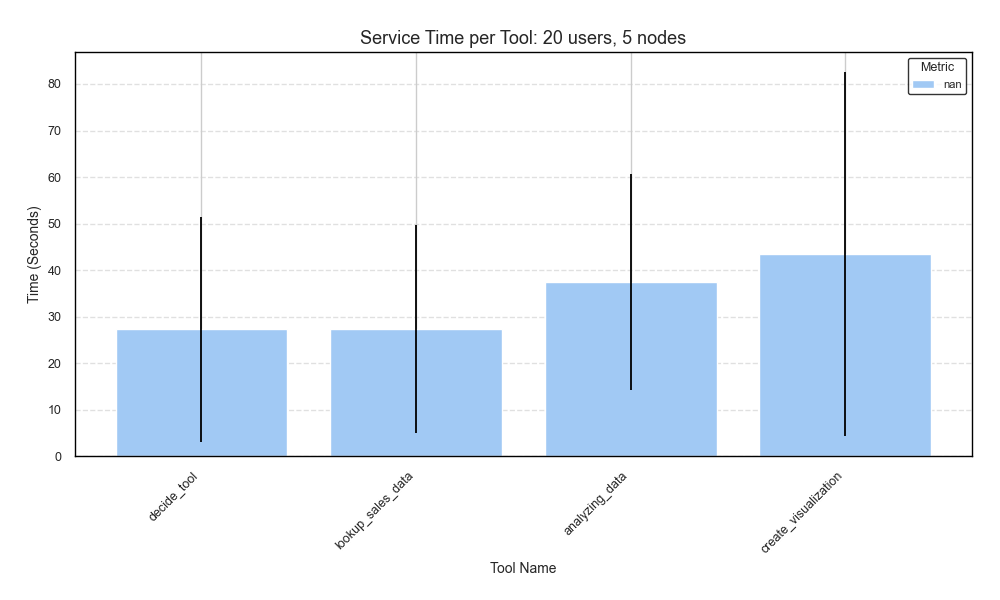 Service Time per Tool: 20 users, 5 nodes
Metric
nan
80
70
60
50
40
30
20
10
0
Time (Seconds)
decide_tool
lookup_sales_data
analyzing_data
create_visualization
Tool Name